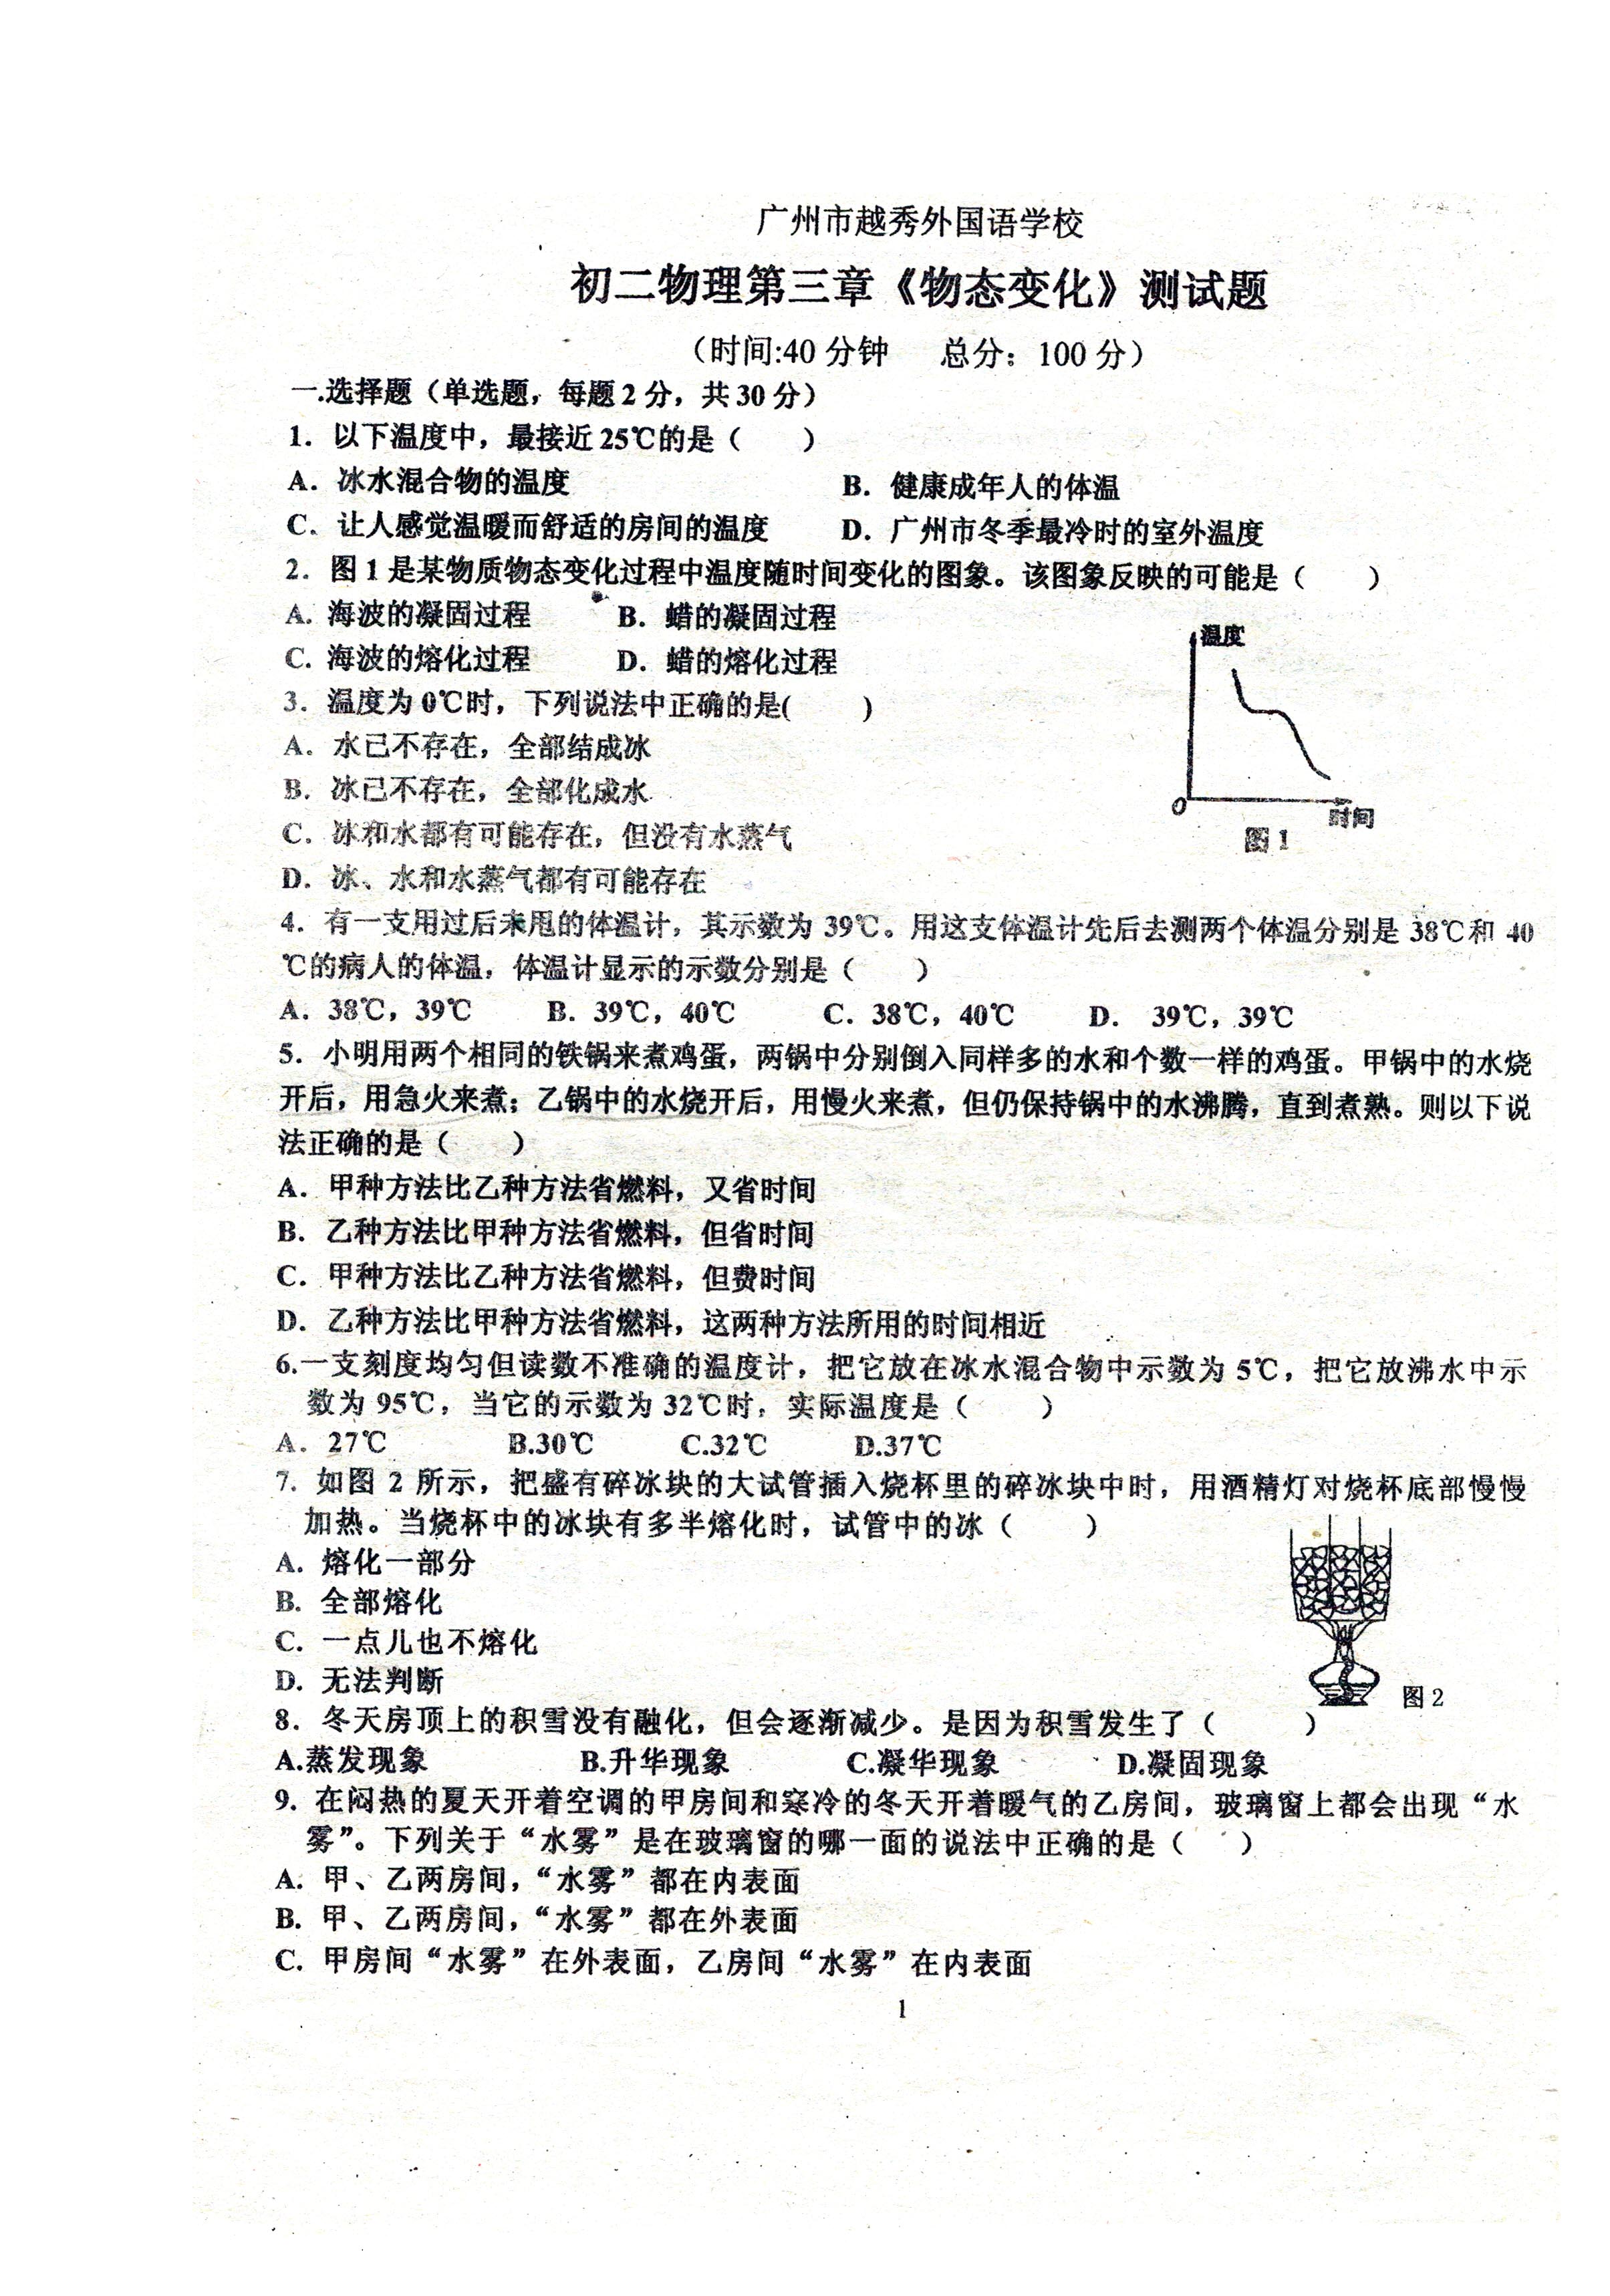 广州市越秀外国语学校
初二物理第三章《物态变化》测试题
（时间:40 分钟 总分：100 分）
一.选择题（单选题，每题 2 分，共 30 分）
1．以下温度中，最接近 25℃的是（ ）
A．冰水混合物的温度 B．健康成年人的体温
C．让人感觉温暖而舒适的房间的温度 D．广州市冬季最冷时的室外温度
2．图 1 是某物质物态变化过程中温度随时间变化的图象。该图象反映的可能是（ ）
A. 海波的凝固过程 B．蜡的凝固过程
C. 海波的熔化过程 D．蜡的熔化过程
温度
O
时间
图 1
3．温度为 0℃时，下列说法中正确的是( )
A．水已不存在，全部结成冰
B．冰已不存在，全部化成水
C．冰和水都有可能存在，但没有水蒸气
D．冰、水和水蒸气都有可能存在
4．有一支用过后未甩的体温计，其示数为 39℃。用这支体温计先后去测两个体温分别是 38℃和 40
℃的病人的体温，体温计显示的示数分别是（ ）
A．38℃，39℃ B．39℃，40℃ C．38℃，40℃ D． 39℃，39℃
5．小明用两个相同的铁锅来煮鸡蛋，两锅中分别倒入同样多的水和个数一样的鸡蛋。甲锅中的水烧
开后，用急火来煮；乙锅中的水烧开后，用慢火来煮，但仍保持锅中的水沸腾，直到煮熟。则以下说
法正确的是（ ）
A．甲种方法比乙种方法省燃料，又省时间
B．乙种方法比甲种方法省燃料，但省时间
C．甲种方法比乙种方法省燃料，但费时间
D．乙种方法比甲种方法省燃料，这两种方法所用的时间相近
6.一支刻度均匀但读数不准确的温度计，把它放在冰水混合物中示数为 5℃，把它放沸水中示
数为 95℃，当它的示数为 32℃时，实际温度是（ ）
A．27℃ B.30℃ C.32℃ D.37℃
7. 如图 2 所示，把盛有碎冰块的大试管插入烧杯里的碎冰块中时，用酒精灯对烧杯底部慢慢
加热。当烧杯中的冰块有多半熔化时，试管中的冰（ ）
A. 熔化一部分
B. 全部熔化
C. 一点儿也不熔化
D. 无法判断
图 2
8．冬天房顶上的积雪没有融化，但会逐渐减少。是因为积雪发生了（ ）
A.蒸发现象 B.升华现象 C.凝华现象 D.凝固现象
9. 在闷热的夏天开着空调的甲房间和寒冷的冬天开着暖气的乙房间，玻璃窗上都会出现“水
雾”。下列关于“水雾”是在玻璃窗的哪一面的说法中正确的是（ ）
A. 甲、乙两房间，“水雾”都在内表面
B. 甲、乙两房间，“水雾”都在外表面
C. 甲房间“水雾”在外表面，乙房间“水雾”在内表面
1